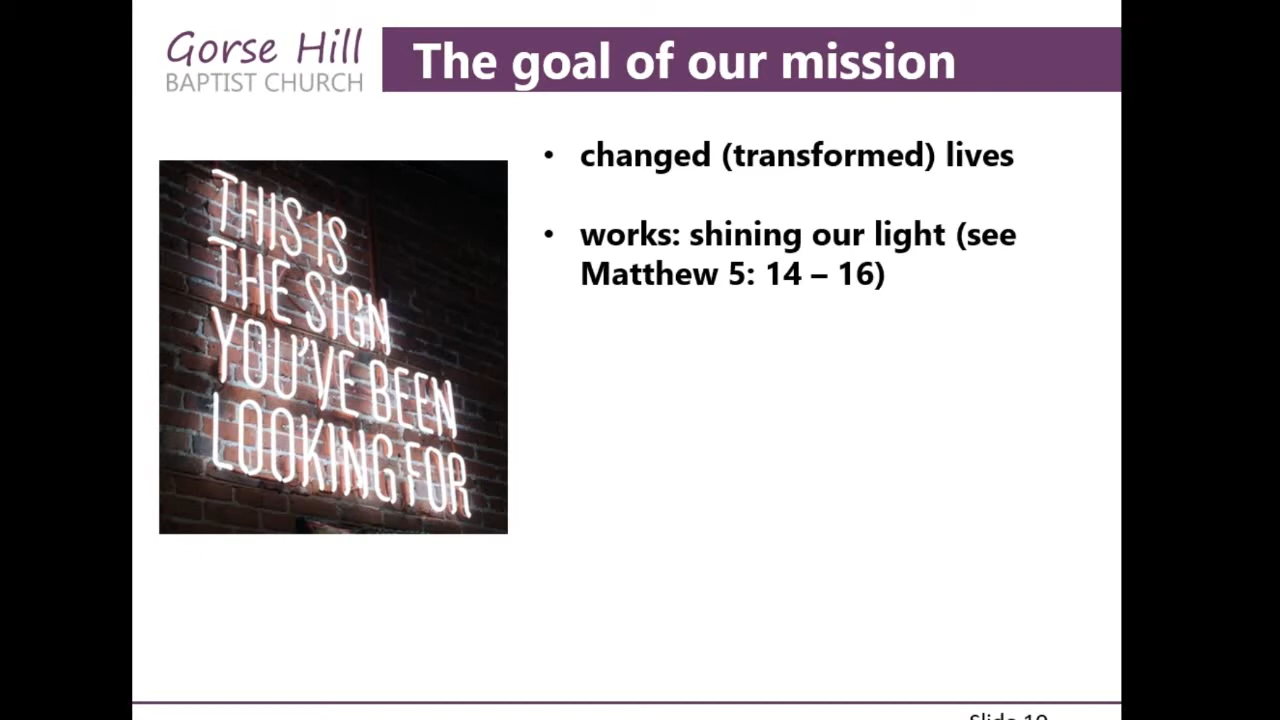 Gorse Hill
BAPTIST CHURCH
The goal of our mission
• changed (transformed) lives
• works: shining our light (see
Matthew 5: 14 – 16)
THIS IS
THE SIGN
YOU'VE BEEN
LOOKING FOR